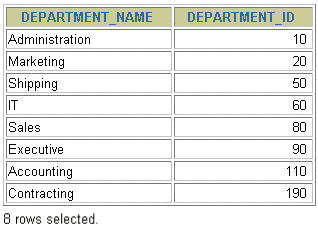 DEPARTMENT_NAME DEPARTMENT_ID
Administration 10
Marketing 20
Shipping 50
IT 60
Sales 80
Executive 90
Accounting 110
Contracting 190
8 rows selected.